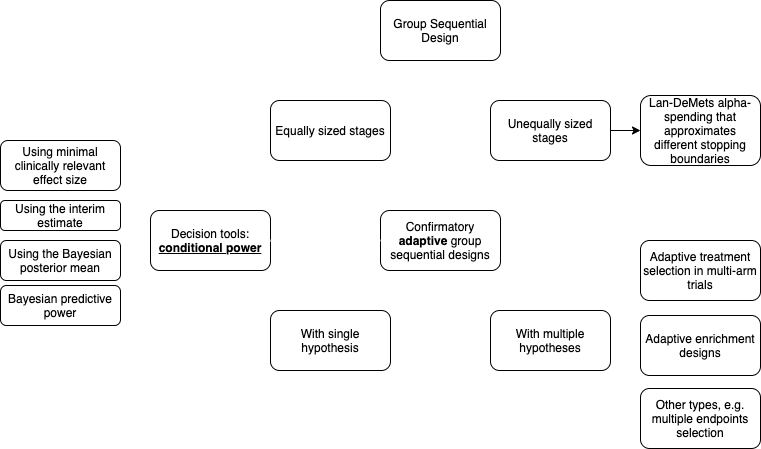 Group Sequential
Design
Equally sized stages
Unequally sized
stages
Lan-DeMets alpha-
spending that
approximates
different stopping
boundaries
Using minimal
clinically relevant
effect size
Using the interim
estimate
Using the Bayesian
posterior mean
Bayesian predictive
power
Decision tools:
conditional power
Confirmatory
adaptive group
sequential designs
With single
hypothesis
With multiple
hypotheses
Adaptive treatment
selection in multi-arm
trials
Adaptive enrichment
designs
Other types, e.g.
multiple endpoints
selection